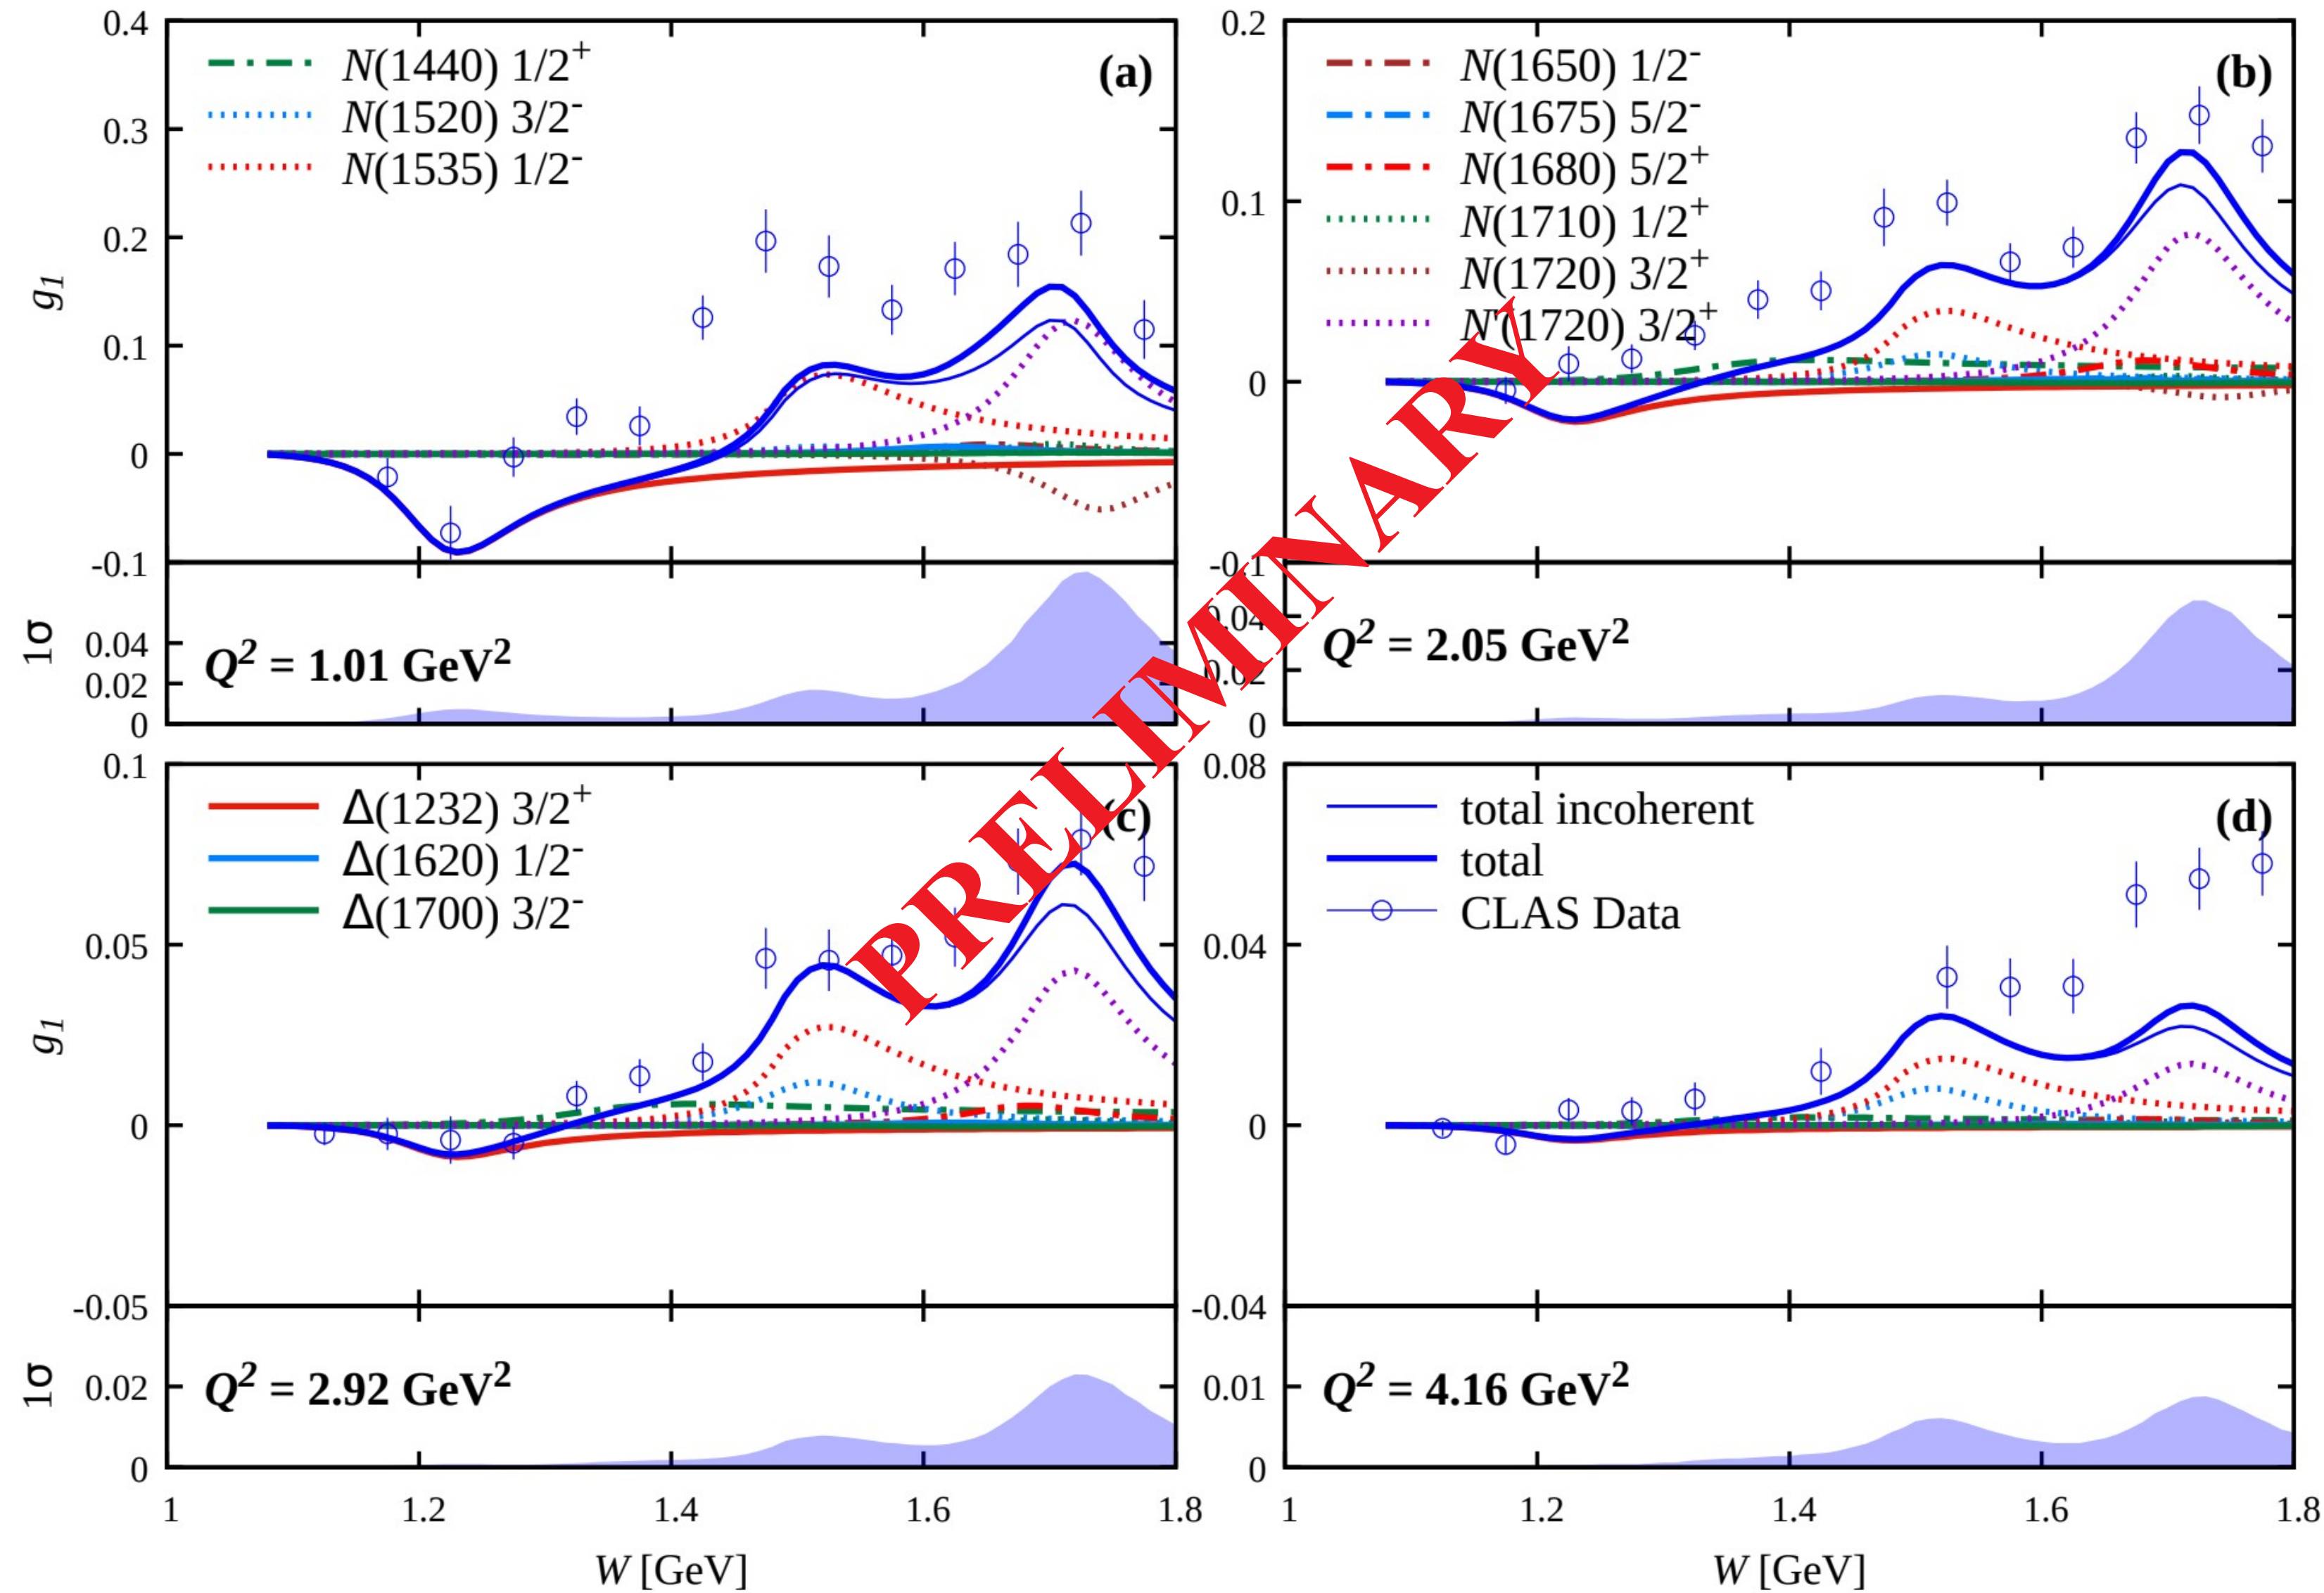 0.4
0.3
0.2
0.1
0
-0.1
g1
N(1440) 1/2+
N(1520) 3/2-
N(1535) 1/2-
(a)
1σ
0.04
0.02
0
Q2 = 1.01 GeV2
0.2
0.1
0
-0.1
N(1650) 1/2-
N(1675) 5/2-
N(1680) 5/2+
N(1710) 1/2+
N(1720) 3/2+
N'(1720) 3/2+
(b)
0.04
0.02
0
Q2 = 2.05 GeV2
PRELIMINARY
0.1
0.05
0
-0.05
g1
Δ(1232) 3/2+
Δ(1620) 1/2-
Δ(1700) 3/2-
(c)
1σ
0.02
0
Q2 = 2.92 GeV2
1 1.2 1.4 1.6 1.8
W [GeV]
0.08
0.04
0
-0.04
total incoherent
total
CLAS Data
(d)
0.01
0
Q2 = 4.16 GeV2
1 1.2 1.4 1.6 1.8
W [GeV]